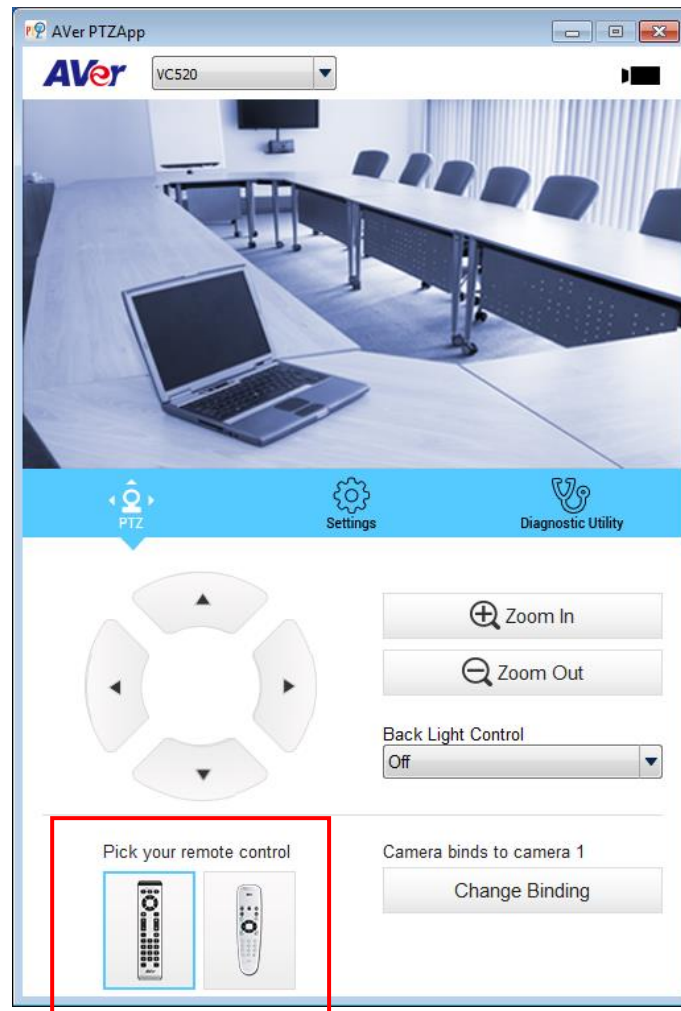 AVer PTZApp
AVer VC520
PTZ Settings Diagnostic Utility
Zoom In
Zoom Out
Back Light Control
Off
Pick your remote control
Camera binds to camera 1
Change Binding